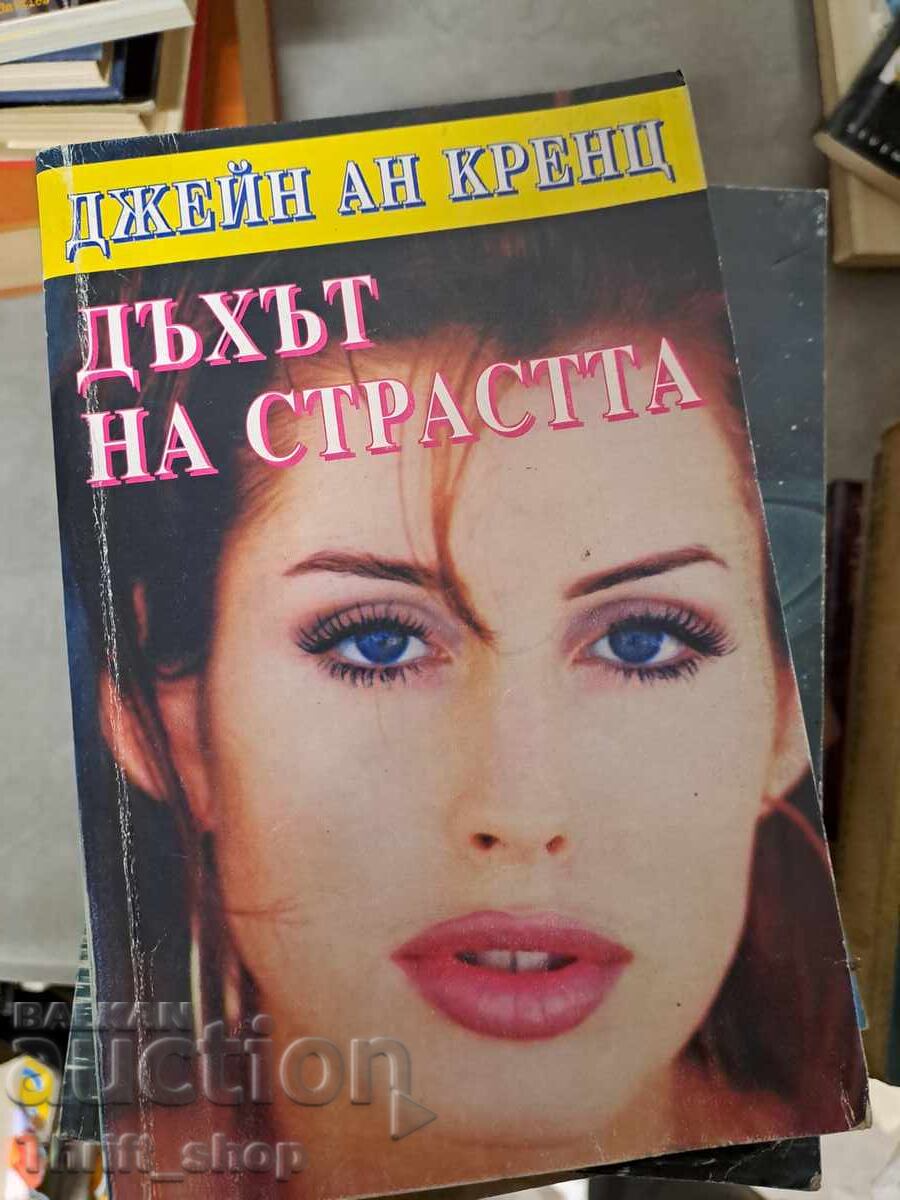 ДЖЕЙН АН КРЕНЦ
ДЪХЪТ
НА СТРАСТТА
BALKAN
auction
Thrift_shop